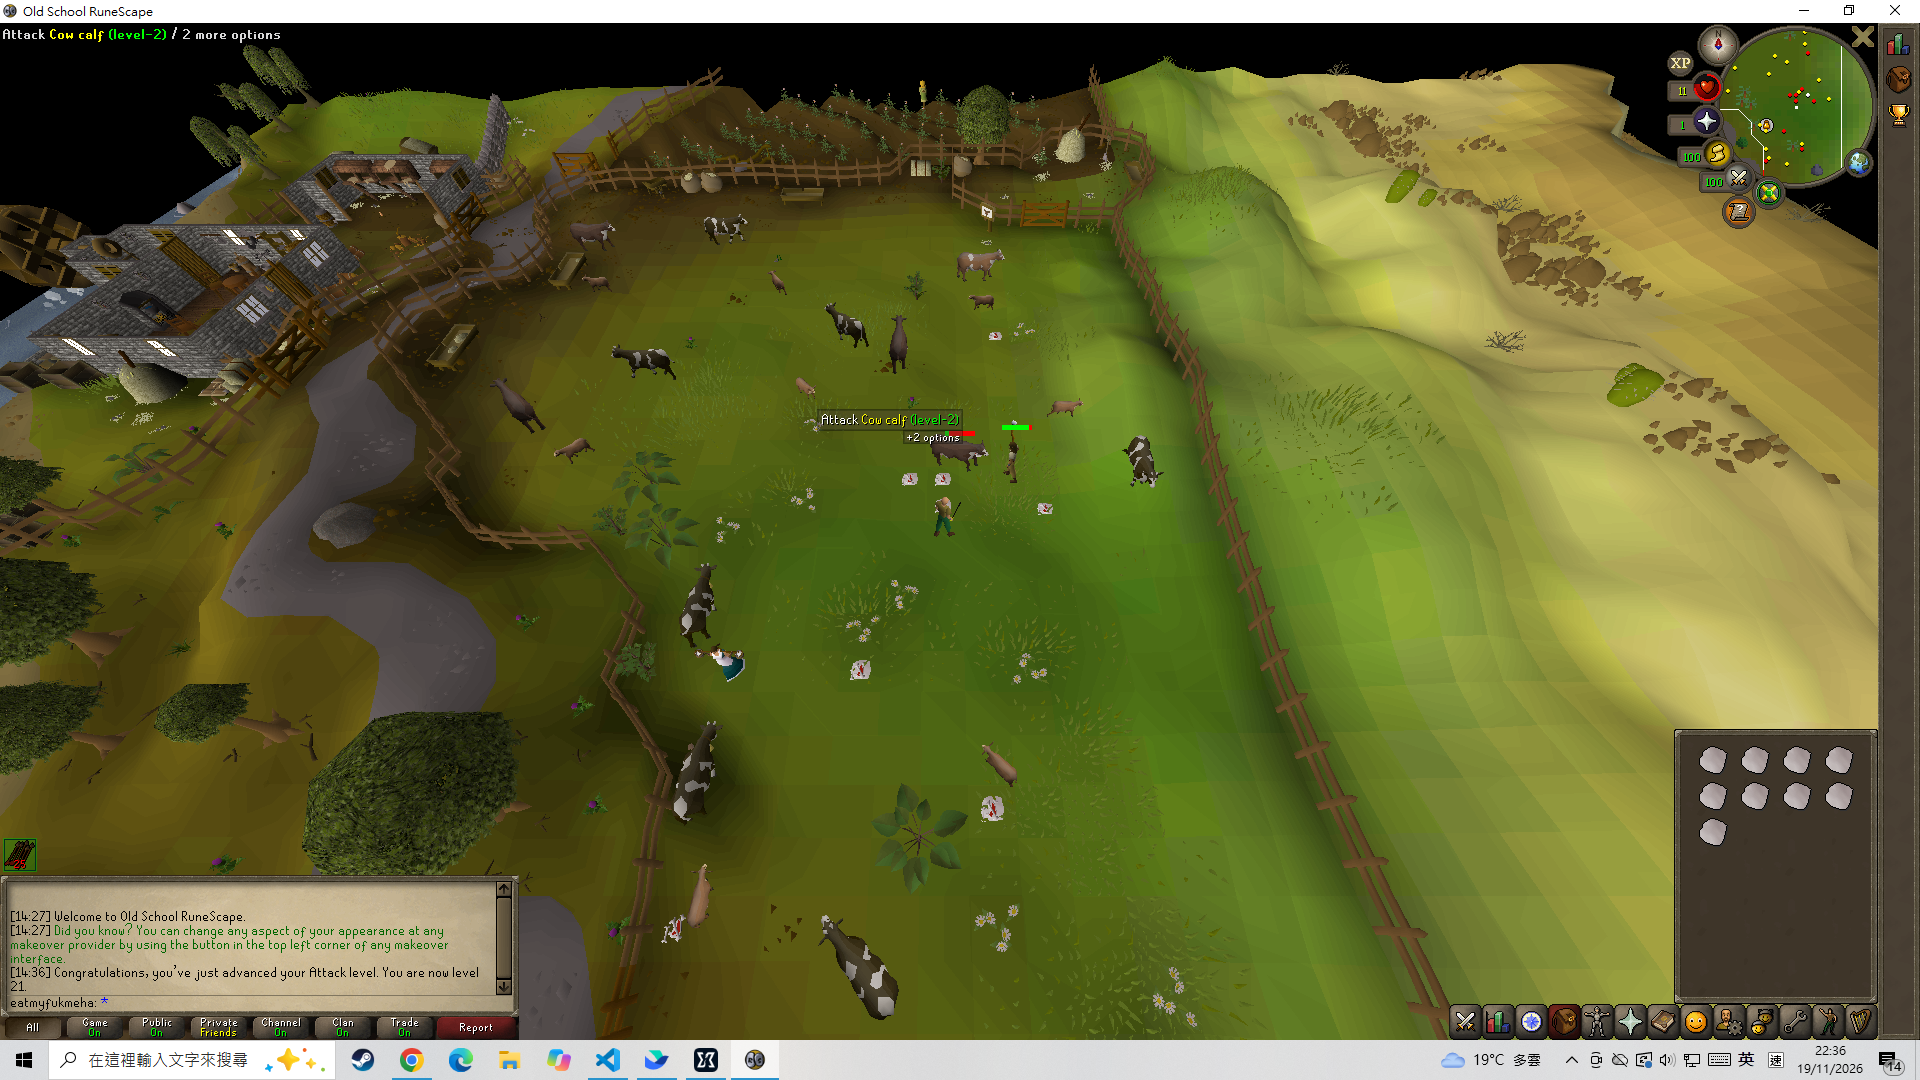 Old School RuneScape
Attack Cow calf (level-2) / 2 more options
N
XP
11
1
100
100
Attack Cow calf (level-2)
+2 options
25
[14:27] Welcome to Old School RuneScape.
[14:27] Did you know? You can change any aspect of your appearance at any
makeover provider by using the button in the top left corner of any makeover
interface.
[14:36] Congratulations, you've just advanced your Attack level. You are now level
21.
eatmyfukmeha: *
All
Game
On
Public
On
Private
Friends
Channel
On
Clan
On
Trade
On
Report
在這裡輸入文字來搜尋
19°C 多雲
英
速
22:36
19/11/2026
14